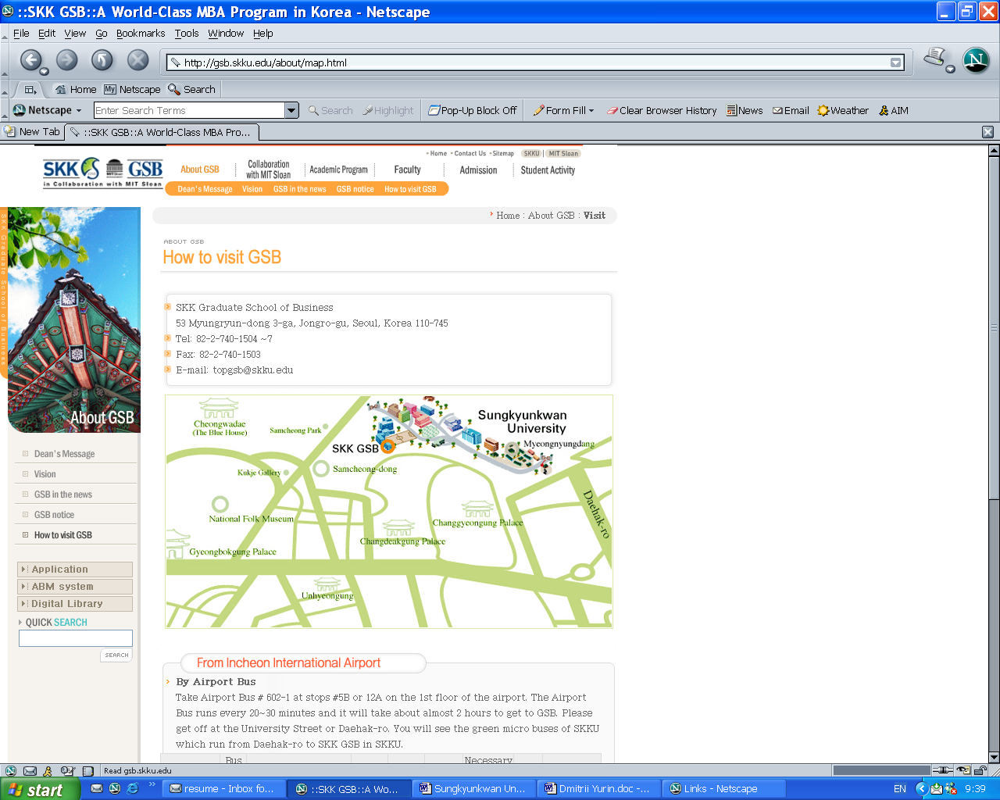 ::SKK GSB::A World-Class MBA Program in Korea - Netscape
File Edit View Go Bookmarks Tools Window Help
http://gsb.skku.edu/about/map.html
N
Home My Netscape Search
Netscape Enter Search Terms Search Highlight Pop-Up Block Off Form Fill Clear Browser History News Email Weather AIM
New Tab ::SKK GSB::A World-Class MBA Pro...
Home Contact Us Sitemap SKKU MIT Sloan
SKK GSB
in Collaboration with MIT Sloan
About GSB Collaboration with MIT Sloan Academic Program Faculty Admission Student Activity
Dean's Message Vision GSB in the news GSB notice How to visit GSB
Home : About GSB : Visit
SKK Graduate School of Business
About GSB
Dean's Message
Vision
GSB in the news
GSB notice
How to visit GSB
Application
ABM system
Digital Library
QUICK SEARCH
SEARCH
ABOUT GSB
How to visit GSB
SKK Graduate School of Business
53 Myungryun-dong 3-ga, Jongro-gu, Seoul, Korea 110-745
Tel: 82-2-740-1504 ~7
Fax: 82-2-740-1503
E-mail: topgsb@skku.edu
Cheongwadae
(The Blue House)
Samcheong Park
Sungkyunkwan
University
SKK GSB
Myeongnyungdang
Kukje Gallery
Samcheong-dong
Daehak-ro
National Folk Museum
Changgyeongung Palace
Changdeakgung Palace
Gyeongbokgung Palace
Unhyeongung
From Incheon International Airport
By Airport Bus
Take Airport Bus # 602-1 at stops #5B or 12A on the 1st floor of the airport. The Airport
Bus runs every 20~30 minutes and it will take about almost 2 hours to get to GSB. Please
get off at the University Street or Daehak-ro. You will see the green micro buses of SKKU
which run from Daehak-ro to SKK GSB in SKKU.
Bus Necessary
Read gsb.skku.edu
start resume - Inbox fo... ::SKK GSB::A Wo... Sungkyunkwan Un... Dmitrii Yurin.doc -... Links - Netscape EN 9:39